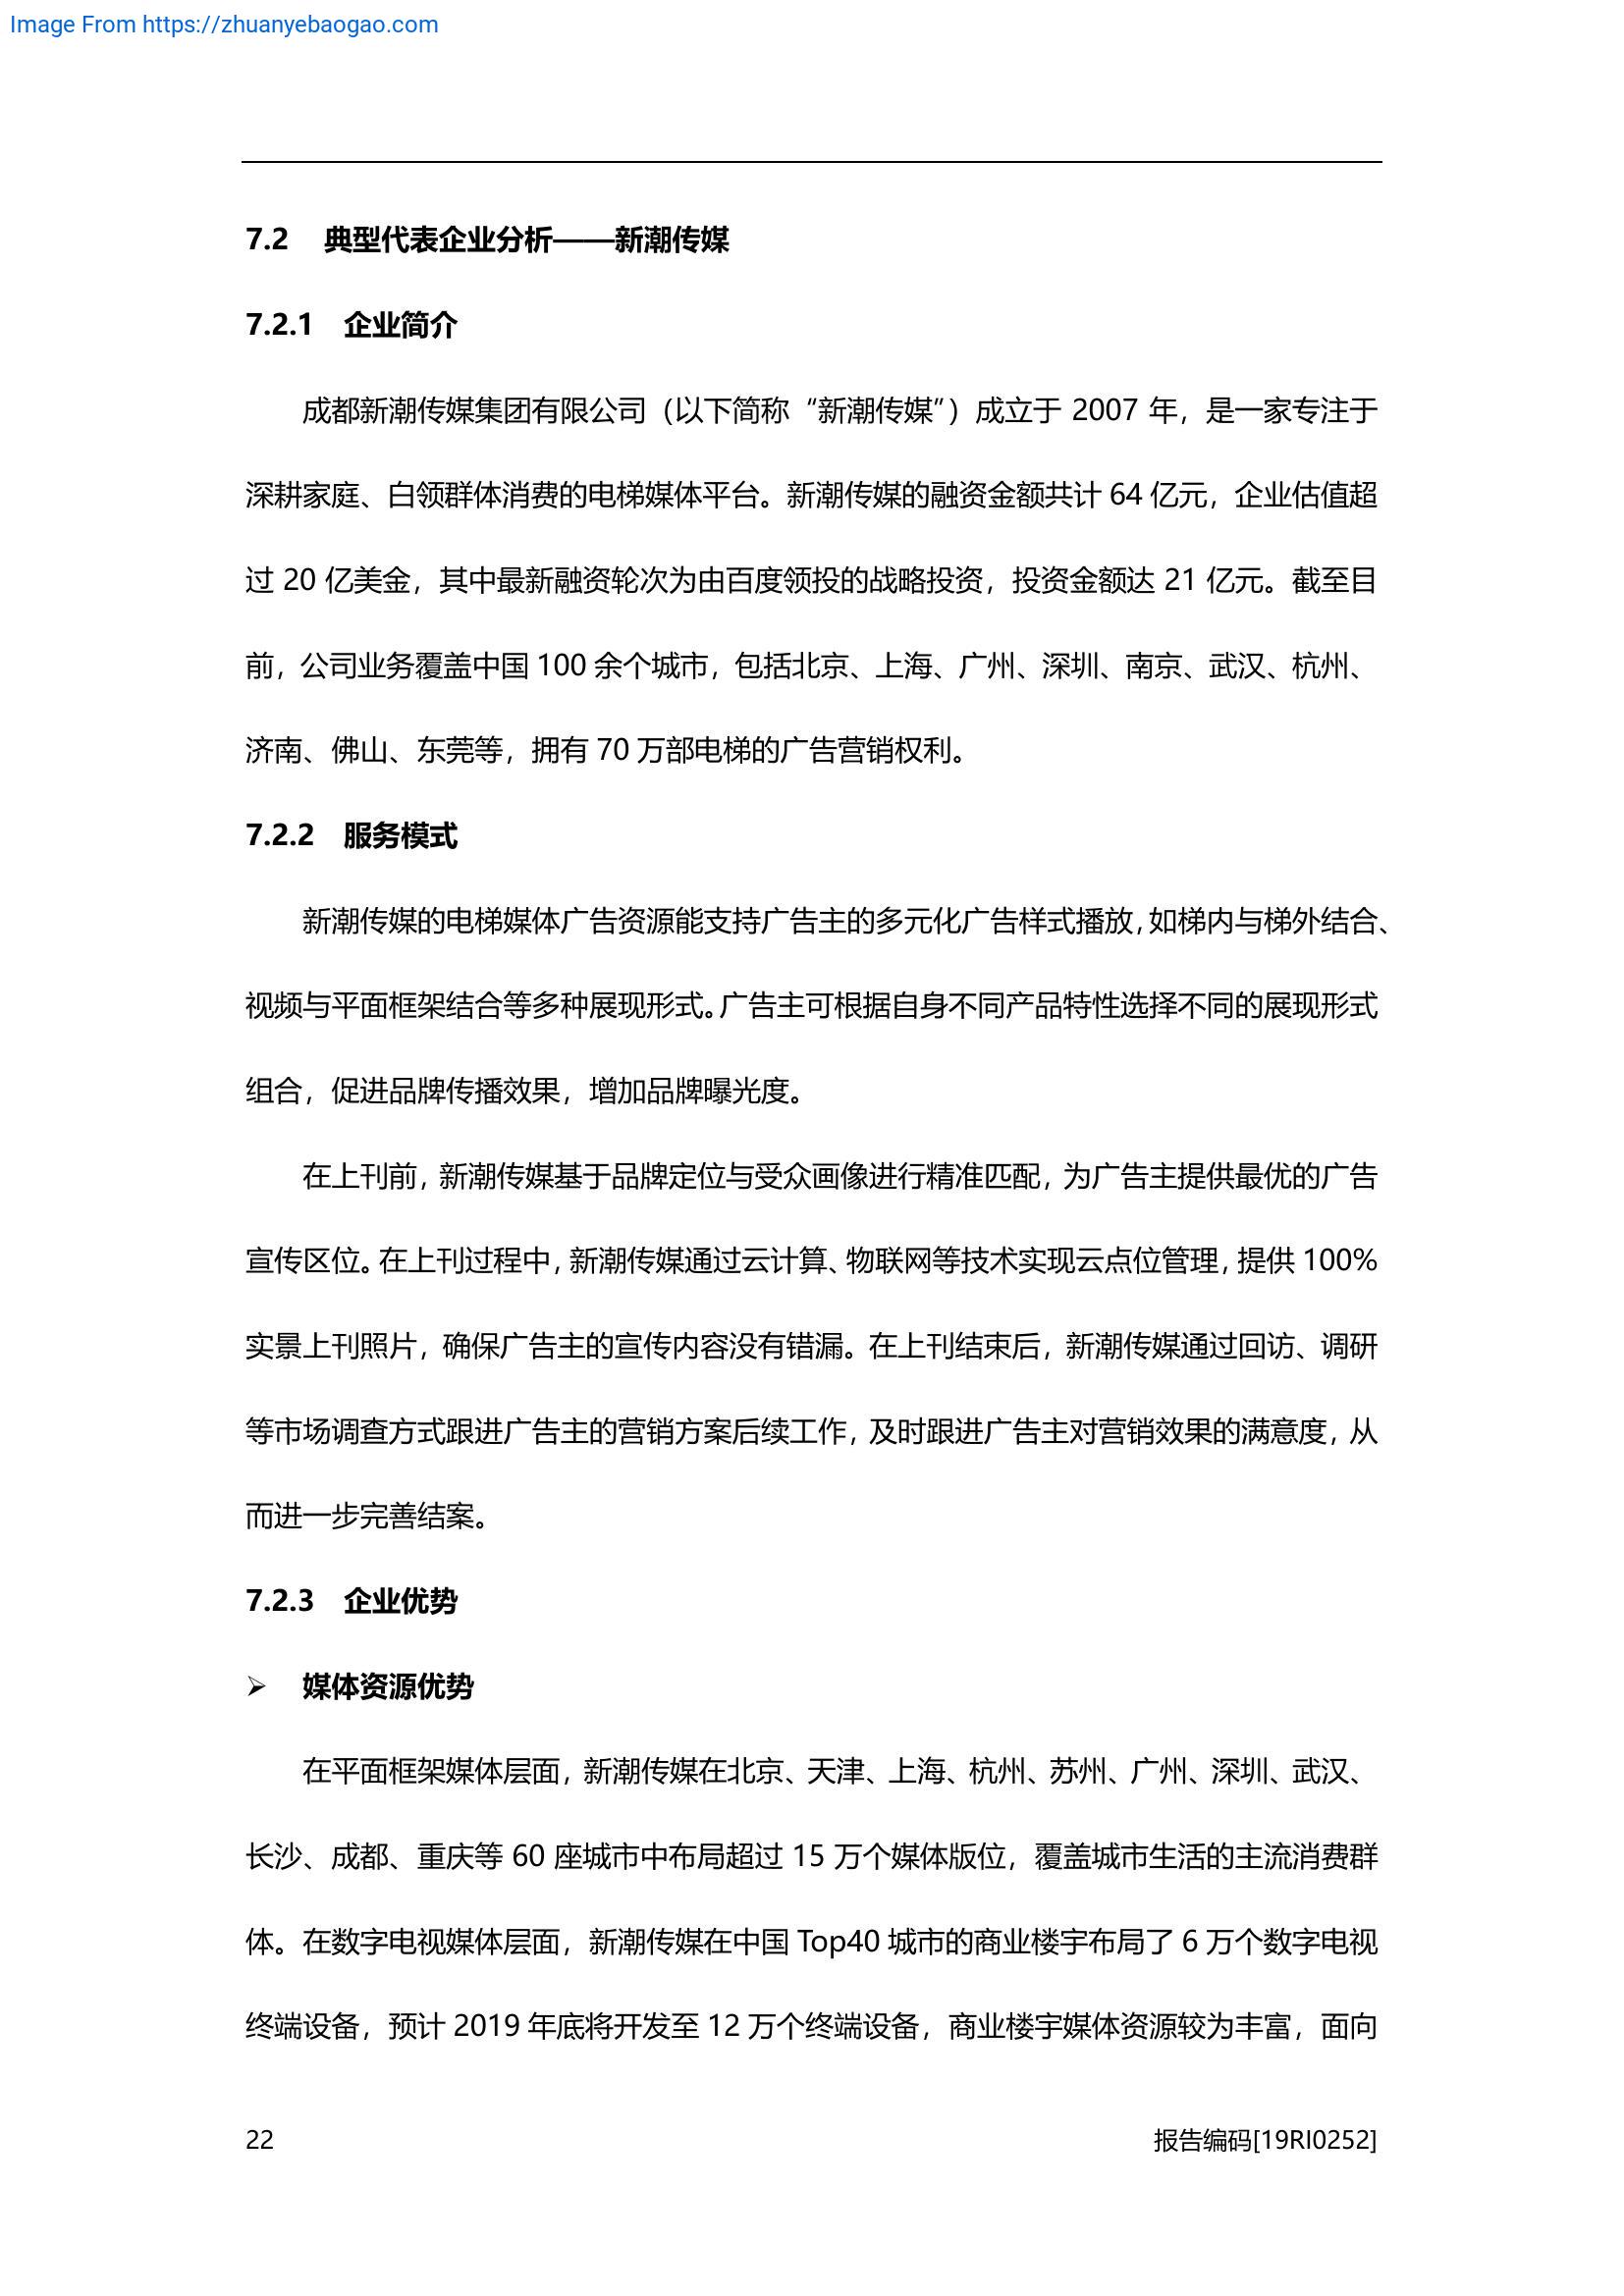 Image From https://zhuanyebaogao.com
7.2 典型代表企业分析——新潮传媒
7.2.1 企业简介
成都新潮传媒集团有限公司（以下简称“新潮传媒”）成立于 2007 年，是一家专注于
深耕家庭、白领群体消费的电梯媒体平台。新潮传媒的融资金额共计 64 亿元，企业估值超
过 20 亿美金，其中最新融资轮次为由百度领投的战略投资，投资金额达 21 亿元。截至目
前，公司业务覆盖中国 100 余个城市，包括北京、上海、广州、深圳、南京、武汉、杭州、
济南、佛山、东莞等，拥有 70 万部电梯的广告营销权利。
7.2.2 服务模式
新潮传媒的电梯媒体广告资源能支持广告主的多元化广告样式播放，如梯内与梯外结合、
视频与平面框架结合等多种展现形式。广告主可根据自身不同产品特性选择不同的展现形式
组合，促进品牌传播效果，增加品牌曝光度。
在上刊前，新潮传媒基于品牌定位与受众画像进行精准匹配，为广告主提供最优的广告
宣传区位。在上刊过程中，新潮传媒通过云计算、物联网等技术实现云点位管理，提供 100%
实景上刊照片，确保广告主的宣传内容没有错漏。在上刊结束后，新潮传媒通过回访、调研
等市场调查方式跟进广告主的营销方案后续工作，及时跟进广告主对营销效果的满意度，从
而进一步完善结案。
7.2.3 企业优势
➢ 媒体资源优势
在平面框架媒体层面，新潮传媒在北京、天津、上海、杭州、苏州、广州、深圳、武汉、
长沙、成都、重庆等 60 座城市中布局超过 15 万个媒体版位，覆盖城市生活的主流消费群
体。在数字电视媒体层面，新潮传媒在中国 Top40 城市的商业楼宇布局了 6 万个数字电视
终端设备，预计 2019 年底将开发至 12 万个终端设备，商业楼宇媒体资源较为丰富，面向
22 报告编码[19RI0252]